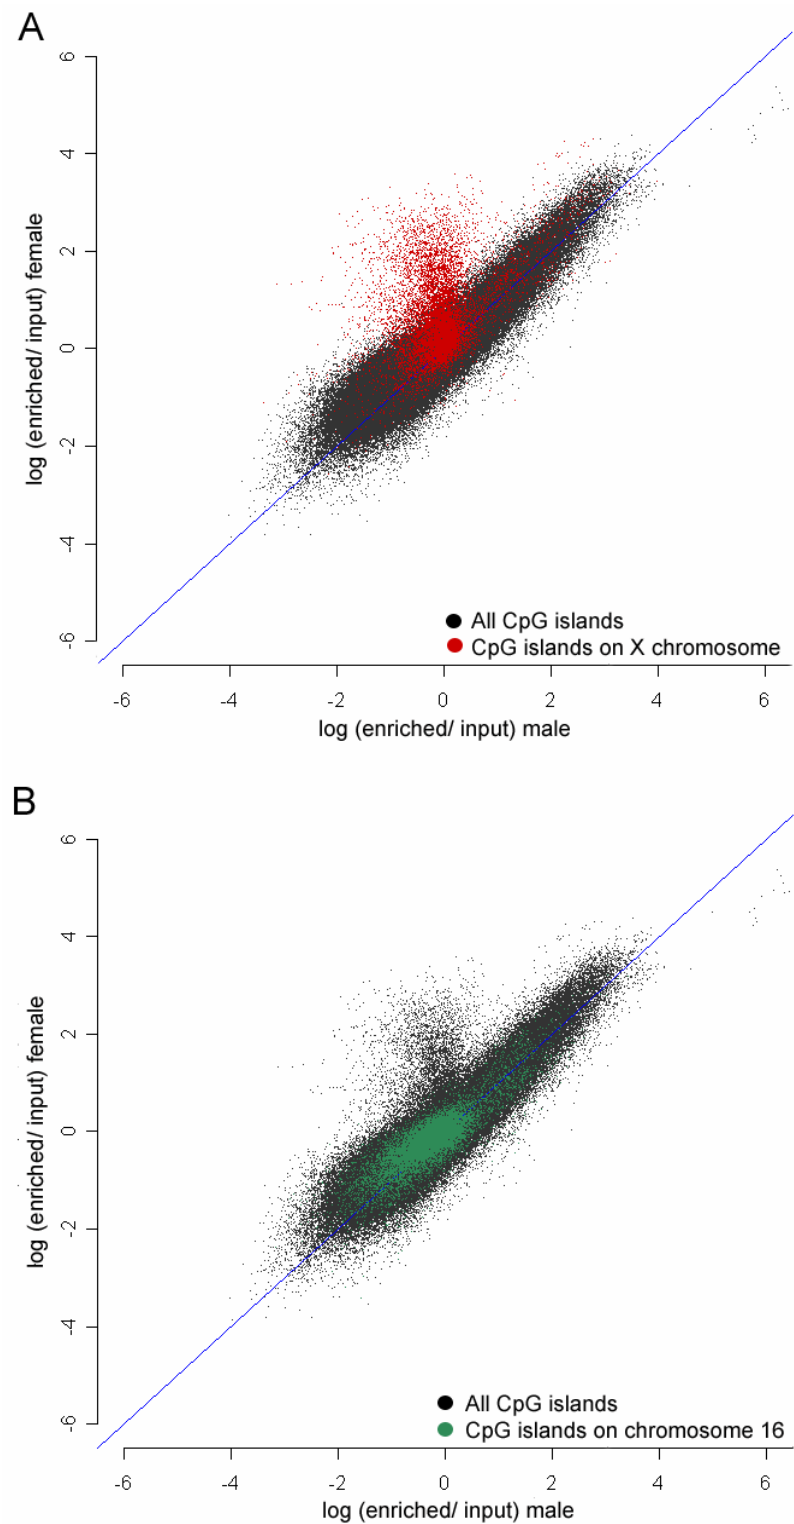 A
6
4
2
0
-2
-4
-6
log (enriched/ input) female
All CpG islands
CpG islands on X chromosome
-6 -4 -2 0 2 4 6
log (enriched/ input) male
B
6
4
2
0
-2
-4
-6
log (enriched/ input) female
All CpG islands
CpG islands on chromosome 16
-6 -4 -2 0 2 4 6
log (enriched/ input) male